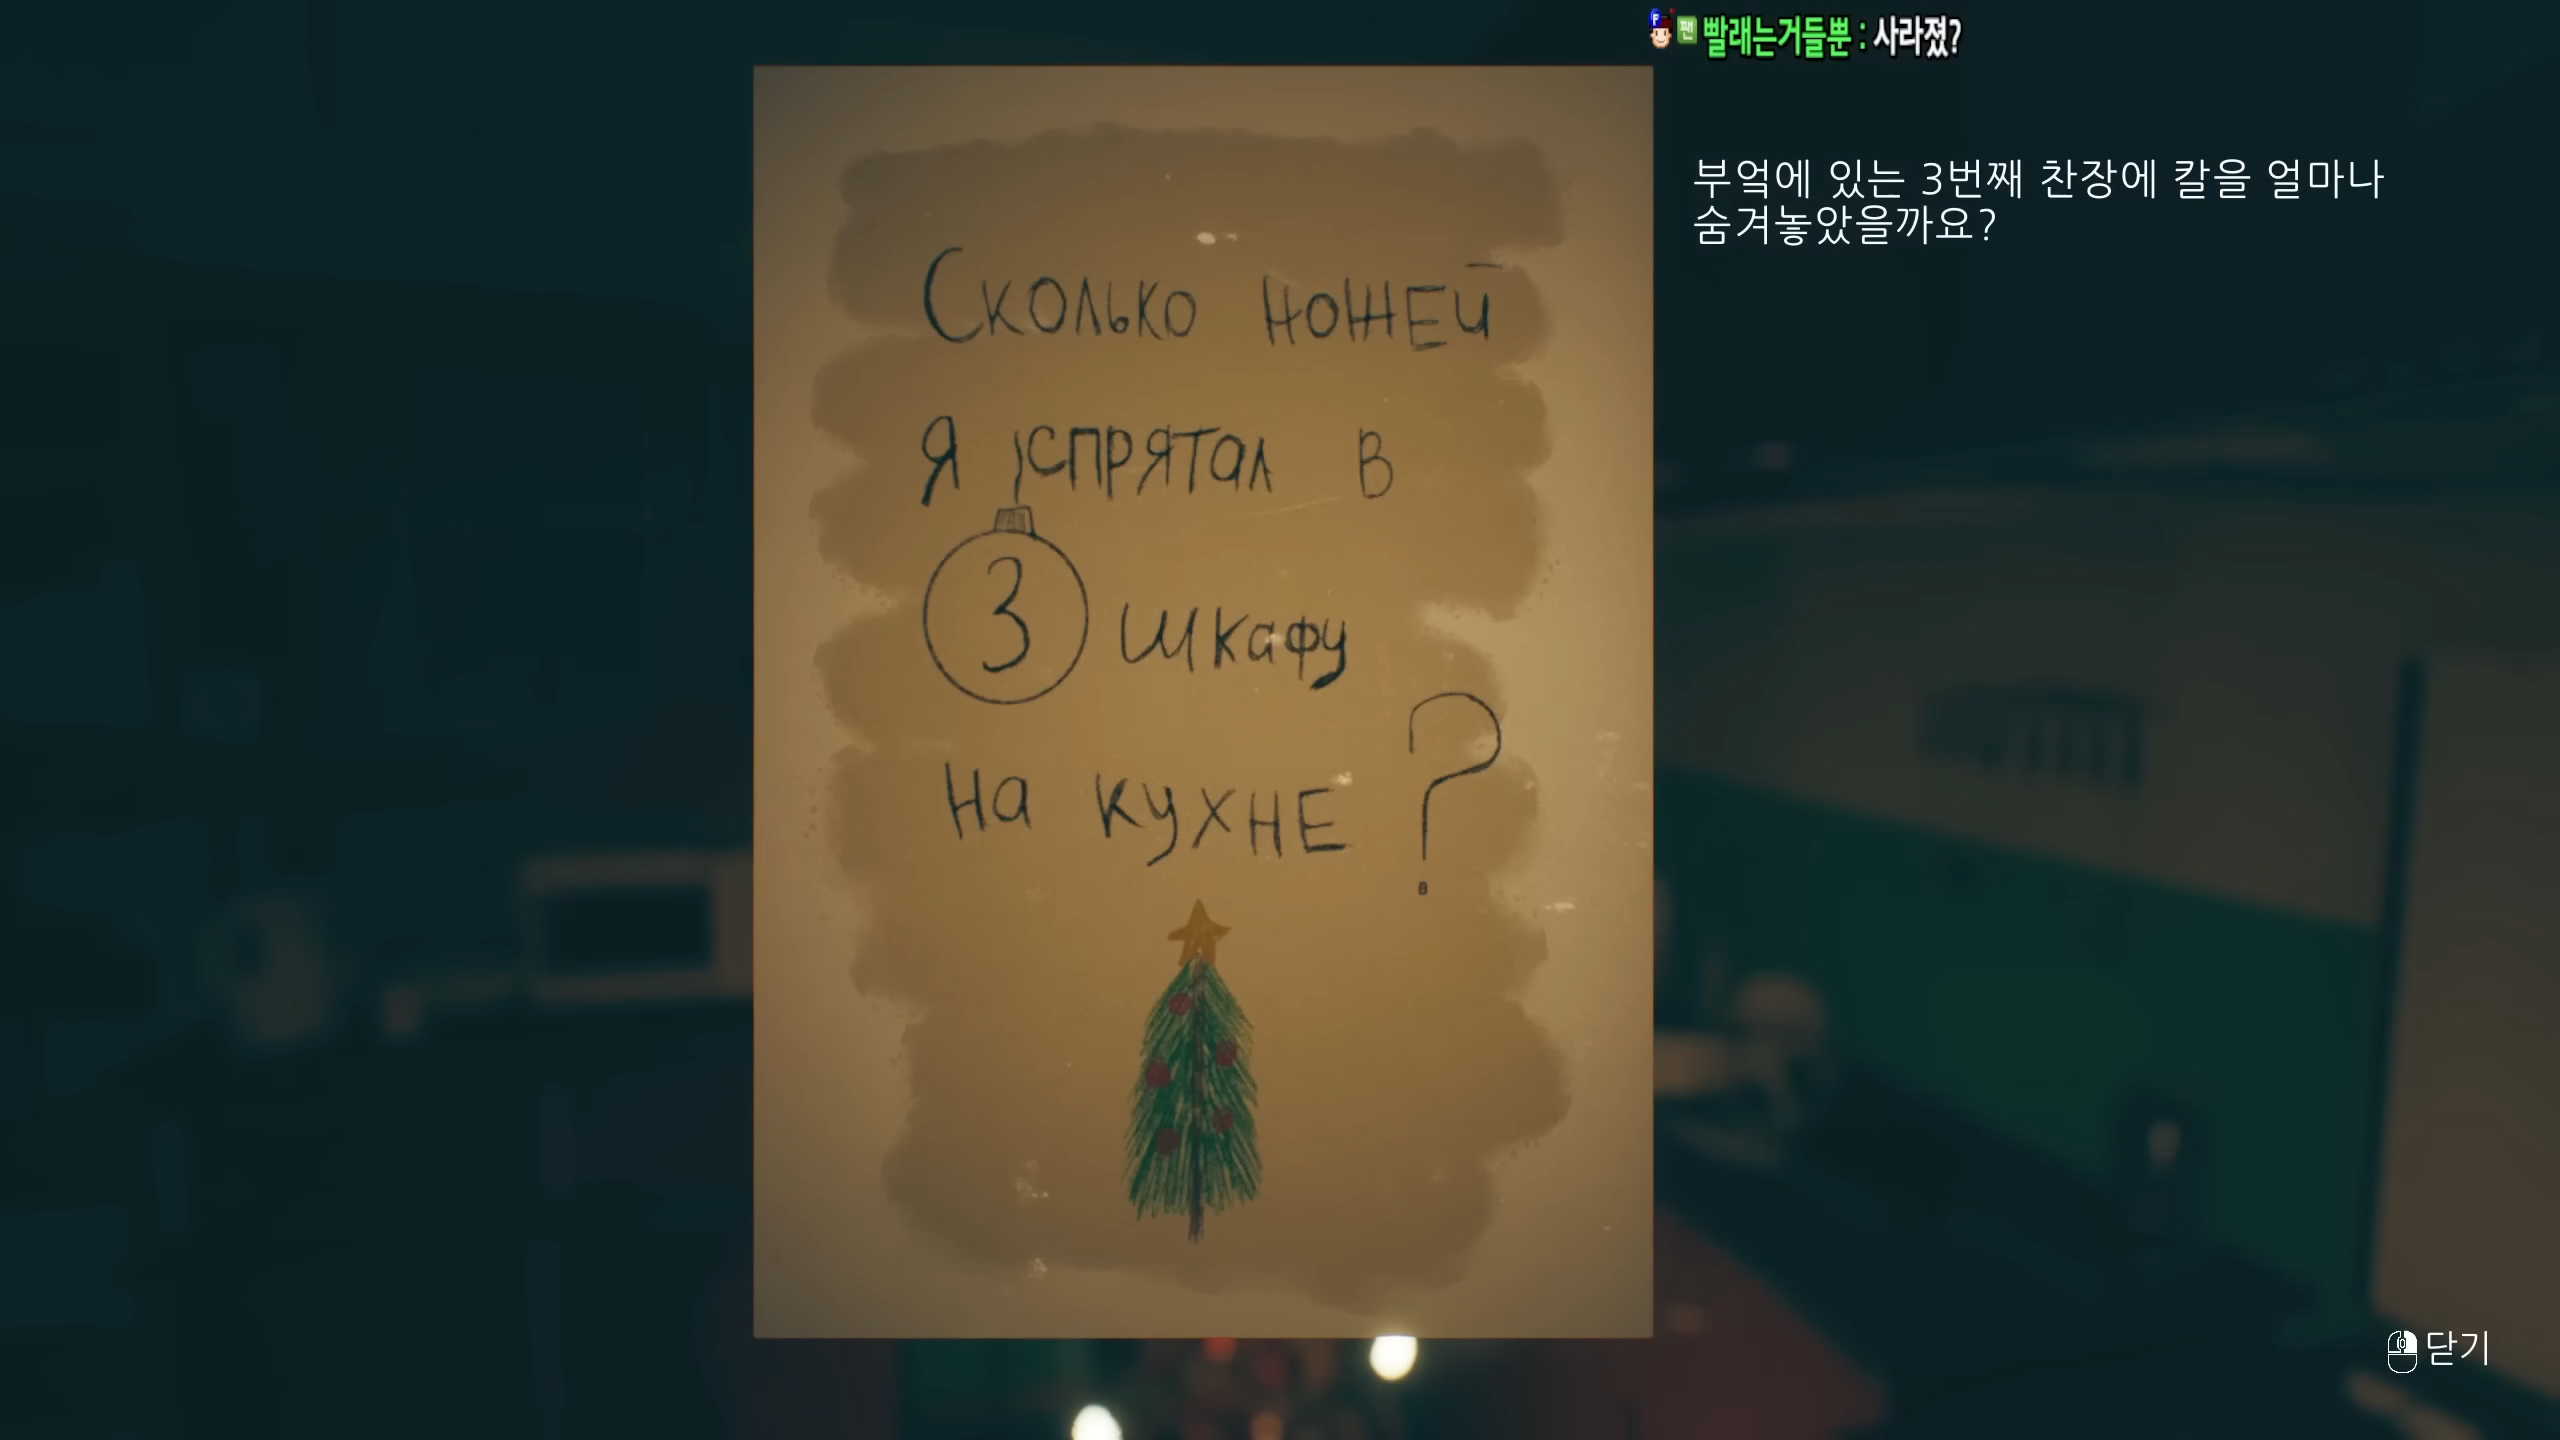 팬 빨래는거들뿐 : 사라졌?
부엌에 있는 3번째 찬장에 칼을 얼마나
숨겨놓았을까요?
Сколько ножей
я спрятал в
3 шкафу
на кухне ?
닫기